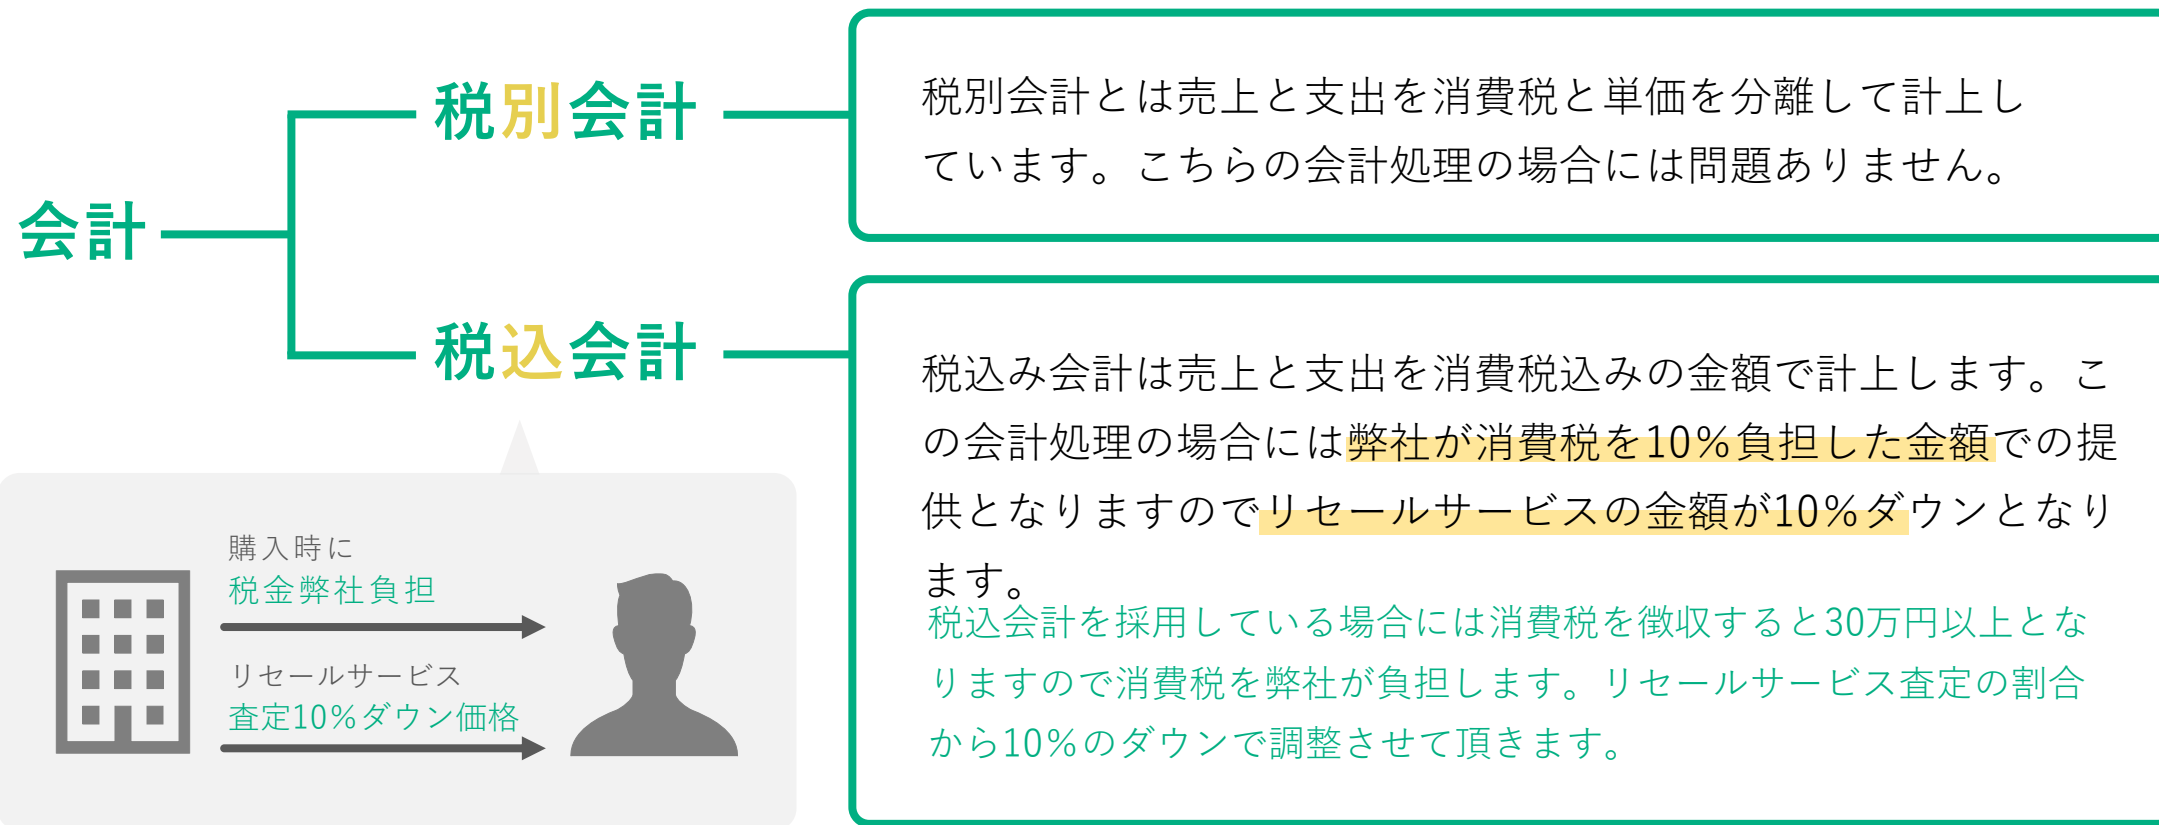 会計
税別会計
税別会計とは売上と支出を消費税と単価を分離して計上し
ています。こちらの会計処理の場合には問題ありません。
税込会計
税込み会計は売上と支出を消費税込みの金額で計上します。こ
の会計処理の場合には弊社が消費税を10%負担した金額での提
供となりますのでリセールサービスの金額が10%ダウンとなり
ます。
税込会計を採用している場合には消費税を徴収すると30万円以上とな
りますので消費税を弊社が負担します。リセールサービス査定の割合
から10%のダウンで調整させて頂きます。
購入時に
税金弊社負担
リセールサービス
査定10%ダウン価格